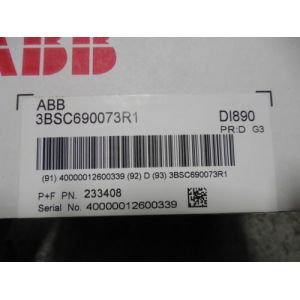 ABB
ABB
3BSC690073R1 DI890
PR:D G3
(91) 40000012600339 (92) D (93) 3BSC690073R1
P+F PN. 233408
Serial No. 40000012600339